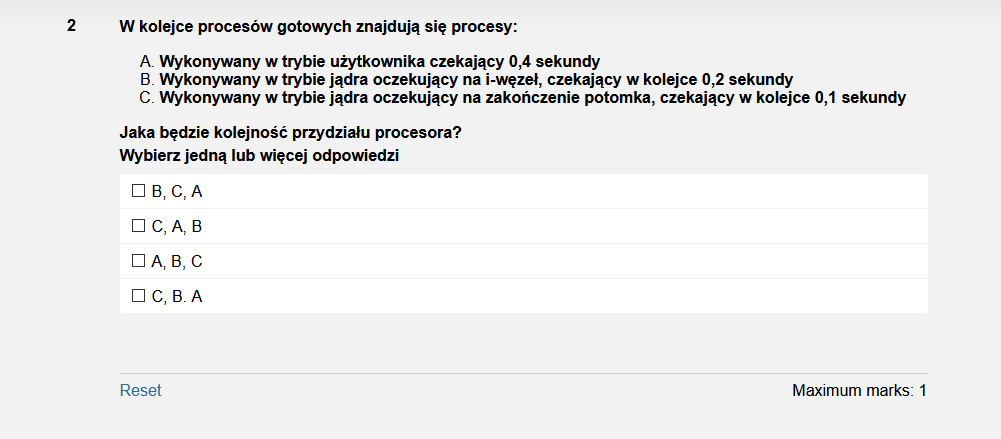 2 W kolejce procesów gotowych znajdują się procesy:
A. Wykonywany w trybie użytkownika czekający 0,4 sekundy
B. Wykonywany w trybie jądra oczekujący na i-węzeł, czekający w kolejce 0,2 sekundy
C. Wykonywany w trybie jądra oczekujący na zakończenie potomka, czekający w kolejce 0,1 sekundy
Jaka będzie kolejność przydziału procesora?
Wybierz jedną lub więcej odpowiedzi
B, C, A
C, A, B
A, B, C
C, B. A
Reset Maximum marks: 1